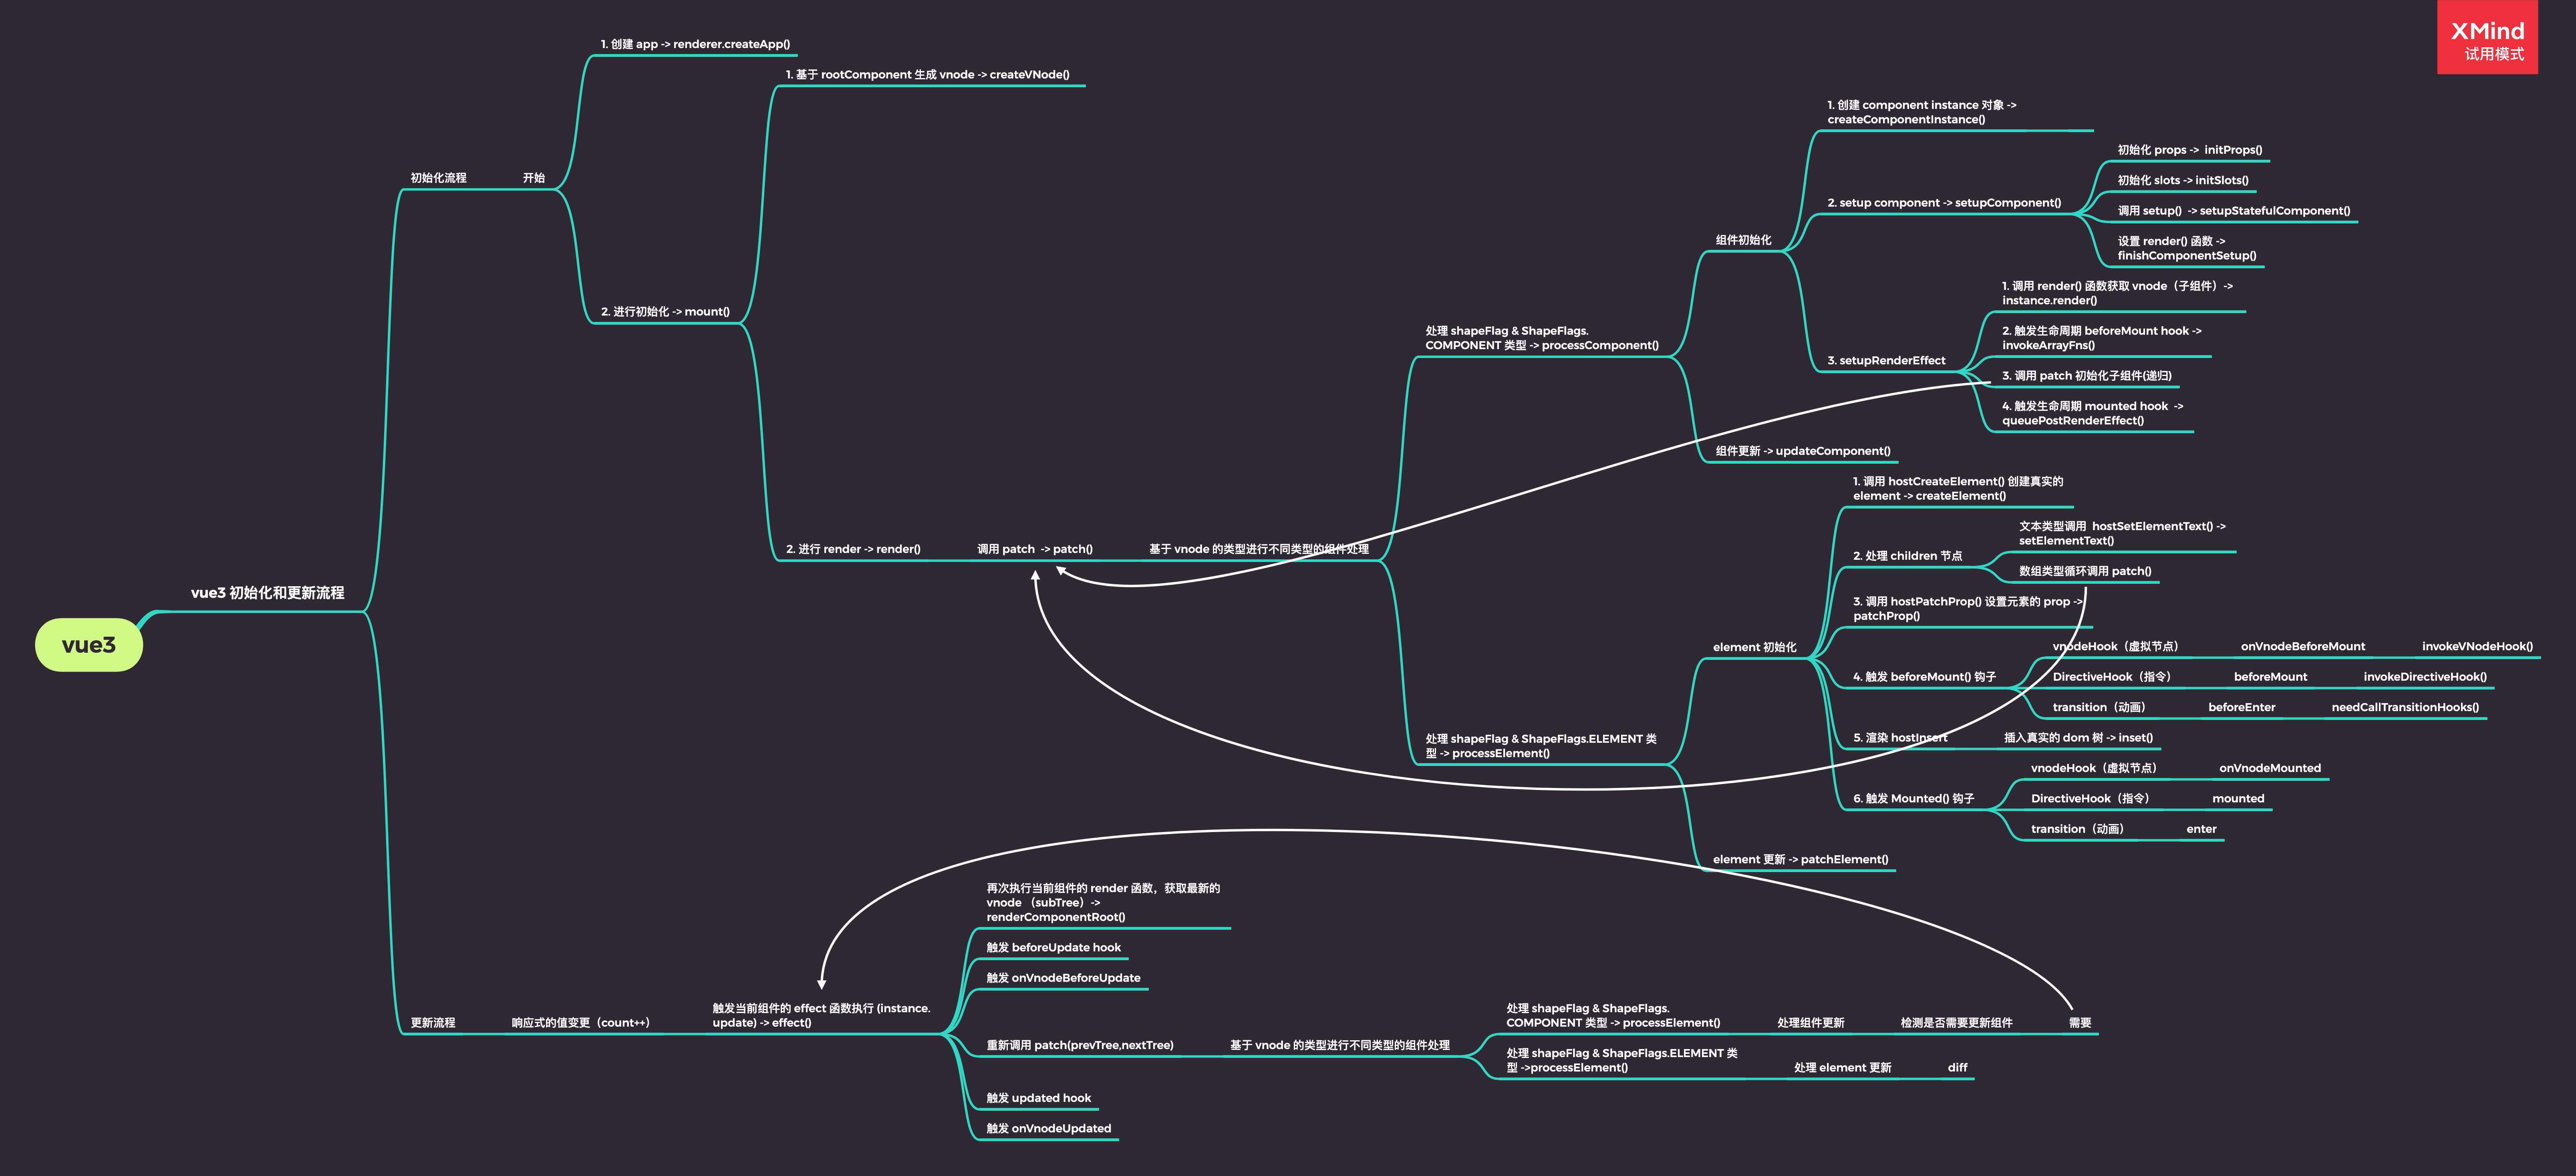 XMind
试用模式
vue3
vue3 初始化和更新流程
初始化流程
开始
1. 创建 app -> renderer.createApp()
2. 进行初始化 -> mount()
1. 基于 rootComponent 生成 vnode -> createVNode()
2. 进行 render -> render()
调用 patch -> patch()
基于 vnode 的类型进行不同类型的组件处理
处理 shapeFlag & ShapeFlags.
COMPONENT 类型 -> processComponent()
组件初始化
1. 创建 component instance 对象 ->
createComponentInstance()
2. setup component -> setupComponent()
初始化 props -> initProps()
初始化 slots -> initSlots()
调用 setup() -> setupStatefulComponent()
设置 render() 函数 ->
finishComponentSetup()
3. setupRenderEffect
1. 调用 render() 函数获取 vnode（子组件）->
instance.render()
2. 触发生命周期 beforeMount hook ->
invokeArrayFns()
3. 调用 patch 初始化子组件(递归)
4. 触发生命周期 mounted hook ->
queuePostRenderEffect()
组件更新 -> updateComponent()
处理 shapeFlag & ShapeFlags.ELEMENT 类
型 -> processElement()
element 初始化
1. 调用 hostCreateElement() 创建真实的
element -> createElement()
2. 处理 children 节点
文本类型调用 hostSetElementText() ->
setElementText()
数组类型循环调用 patch()
3. 调用 hostPatchProp() 设置元素的 prop ->
patchProp()
4. 触发 beforeMount() 钩子
vnodeHook（虚拟节点）
onVnodeBeforeMount
invokeVNodeHook()
DirectiveHook（指令）
beforeMount
invokeDirectiveHook()
transition（动画）
beforeEnter
needCallTransitionHooks()
5. 渲染 hostInsert
插入真实的 dom 树 -> inset()
6. 触发 Mounted() 钩子
vnodeHook（虚拟节点）
onVnodeMounted
DirectiveHook（指令）
mounted
transition（动画）
enter
element 更新 -> patchElement()
更新流程
响应式的值变更（count++）
触发当前组件的 effect 函数执行 (instance.
update) -> effect()
再次执行当前组件的 render 函数，获取最新的
vnode （subTree）->
renderComponentRoot()
触发 beforeUpdate hook
触发 onVnodeBeforeUpdate
重新调用 patch(prevTree,nextTree)
基于 vnode 的类型进行不同类型的组件处理
处理 shapeFlag & ShapeFlags.
COMPONENT 类型 -> processElement()
处理组件更新
检测是否需要更新组件
需要
处理 shapeFlag & ShapeFlags.ELEMENT 类
型 ->processElement()
处理 element 更新
diff
触发 updated hook
触发 onVnodeUpdated